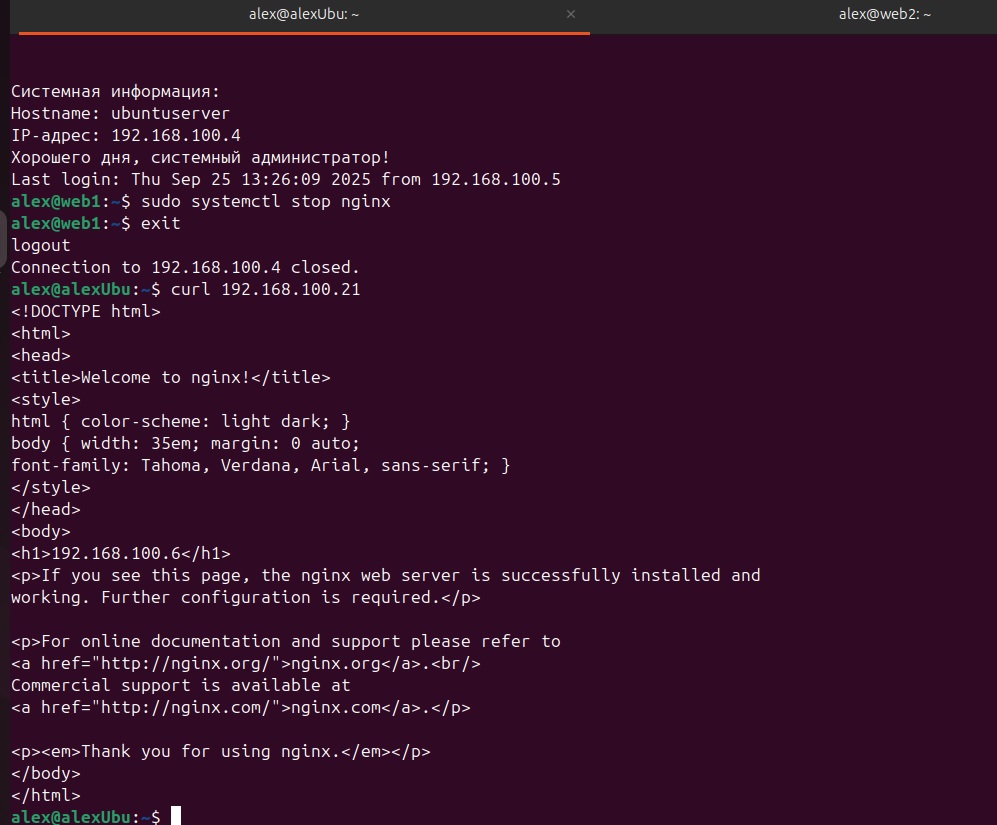 alex@alexUbu: ~ × alex@web2: ~
Системная информация:
Hostname: ubuntuserver
IP-адрес: 192.168.100.4
Хорошего дня, системный администратор!
Last login: Thu Sep 25 13:26:09 2025 from 192.168.100.5
alex@web1:~$ sudo systemctl stop nginx
alex@web1:~$ exit
logout
Connection to 192.168.100.4 closed.
alex@alexUbu:~$ curl 192.168.100.21
<!DOCTYPE html>
<html>
<head>
<title>Welcome to nginx!</title>
<style>
html { color-scheme: light dark; }
body { width: 35em; margin: 0 auto;
font-family: Tahoma, Verdana, Arial, sans-serif; }
</style>
</head>
<body>
<h1>192.168.100.6</h1>
<p>If you see this page, the nginx web server is successfully installed and
working. Further configuration is required.</p>

<p>For online documentation and support please refer to
<a href="http://nginx.org/">nginx.org</a>.<br/>
Commercial support is available at
<a href="http://nginx.com/">nginx.com</a>.</p>

<p><em>Thank you for using nginx.</em></p>
</body>
</html>
alex@alexUbu:~$